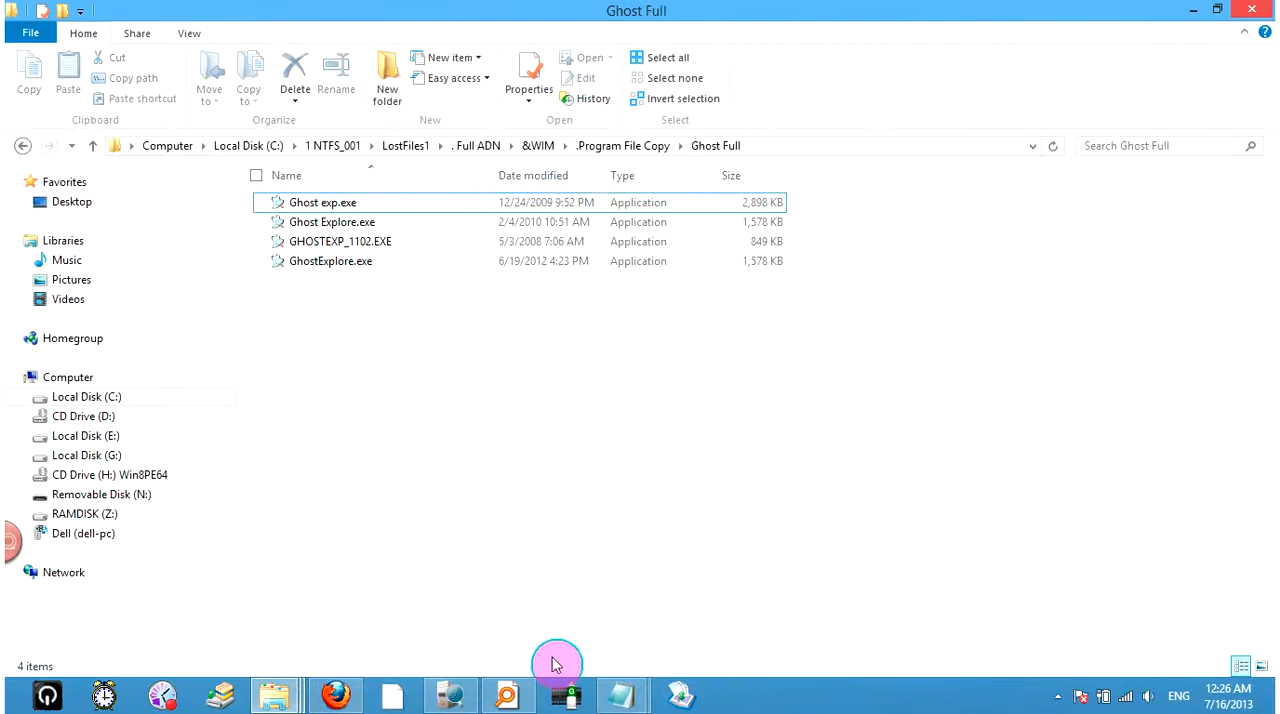 Ghost Full
File Home Share View
Copy
Paste
Cut
Copy path
Paste shortcut
Clipboard
Move to
Copy to
Delete
Rename
Organize
New folder
New item
Easy access
New
Properties
Open
Edit
History
Open
Select all
Select none
Invert selection
Select
Computer Local Disk (C:) 1 NTFS_001 LostFiles1 . Full ADN &WIM .Program File Copy Ghost Full
Search Ghost Full
Favorites
Desktop
Libraries
Music
Pictures
Videos
Homegroup
Computer
Local Disk (C:)
CD Drive (D:)
Local Disk (E:)
Local Disk (G:)
CD Drive (H:) Win8PE64
Removable Disk (N:)
RAMDISK (Z:)
Dell (dell-pc)
Network
Name Date modified Type Size
Ghost exp.exe 12/24/2009 9:52 PM Application 2,898 KB
Ghost Explore.exe 2/4/2010 10:51 AM Application 1,578 KB
GHOSTEXP_1102.EXE 5/3/2008 7:06 AM Application 849 KB
GhostExplore.exe 6/19/2012 4:23 PM Application 1,578 KB
4 items
ENG
12:26 AM
7/16/2013